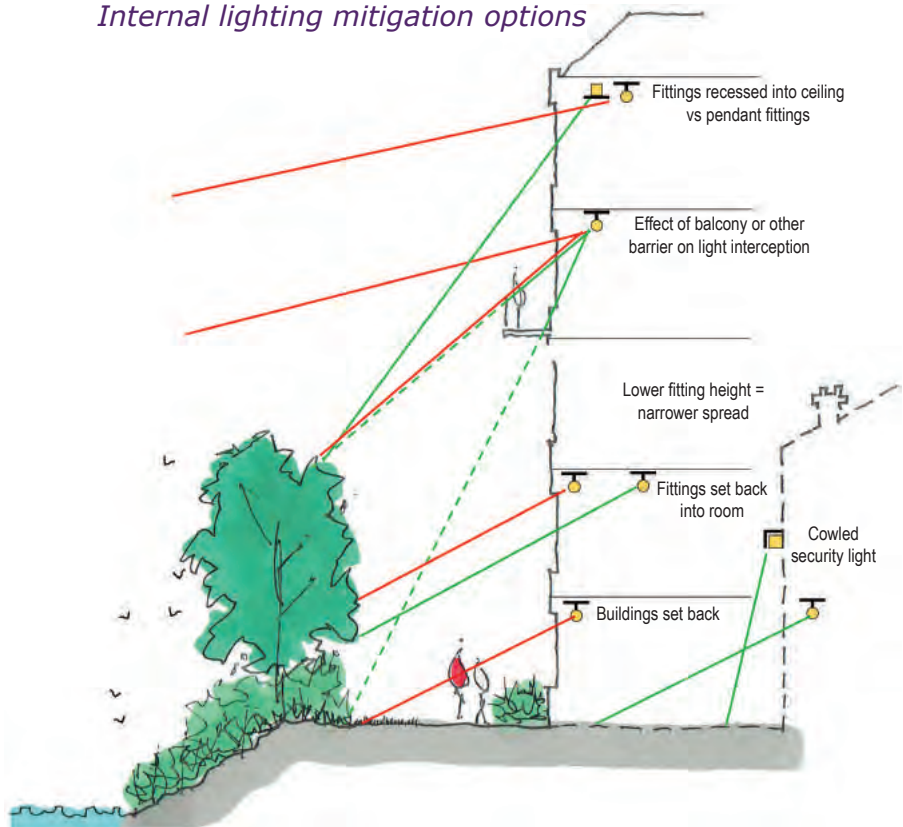 Internal lighting mitigation options
Fittings recessed into ceiling
vs pendant fittings
Effect of balcony or other
barrier on light interception
Lower fitting height =
narrower spread
Fittings set back
into room
Cowled
security light
Buildings set back